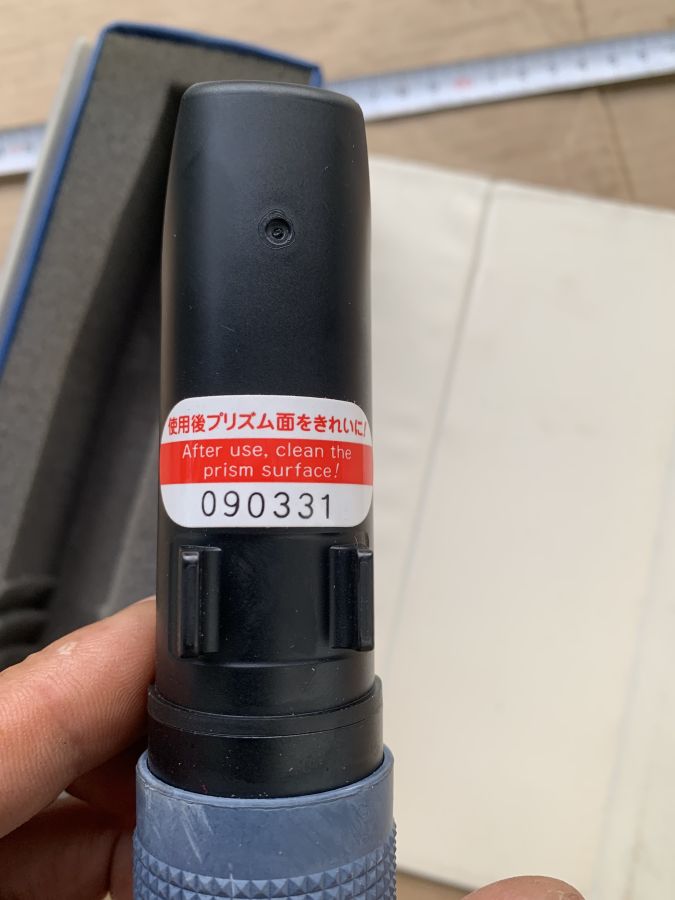 使用後プリズム面をきれいに!
After use, clean the
prism surface!
090331